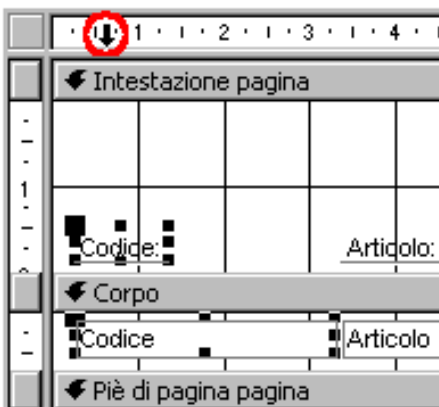 1 2 3 4
Intestazione pagina
1
Codice: Articolo:
Corpo
Codice Articolo
Piè di pagina pagina